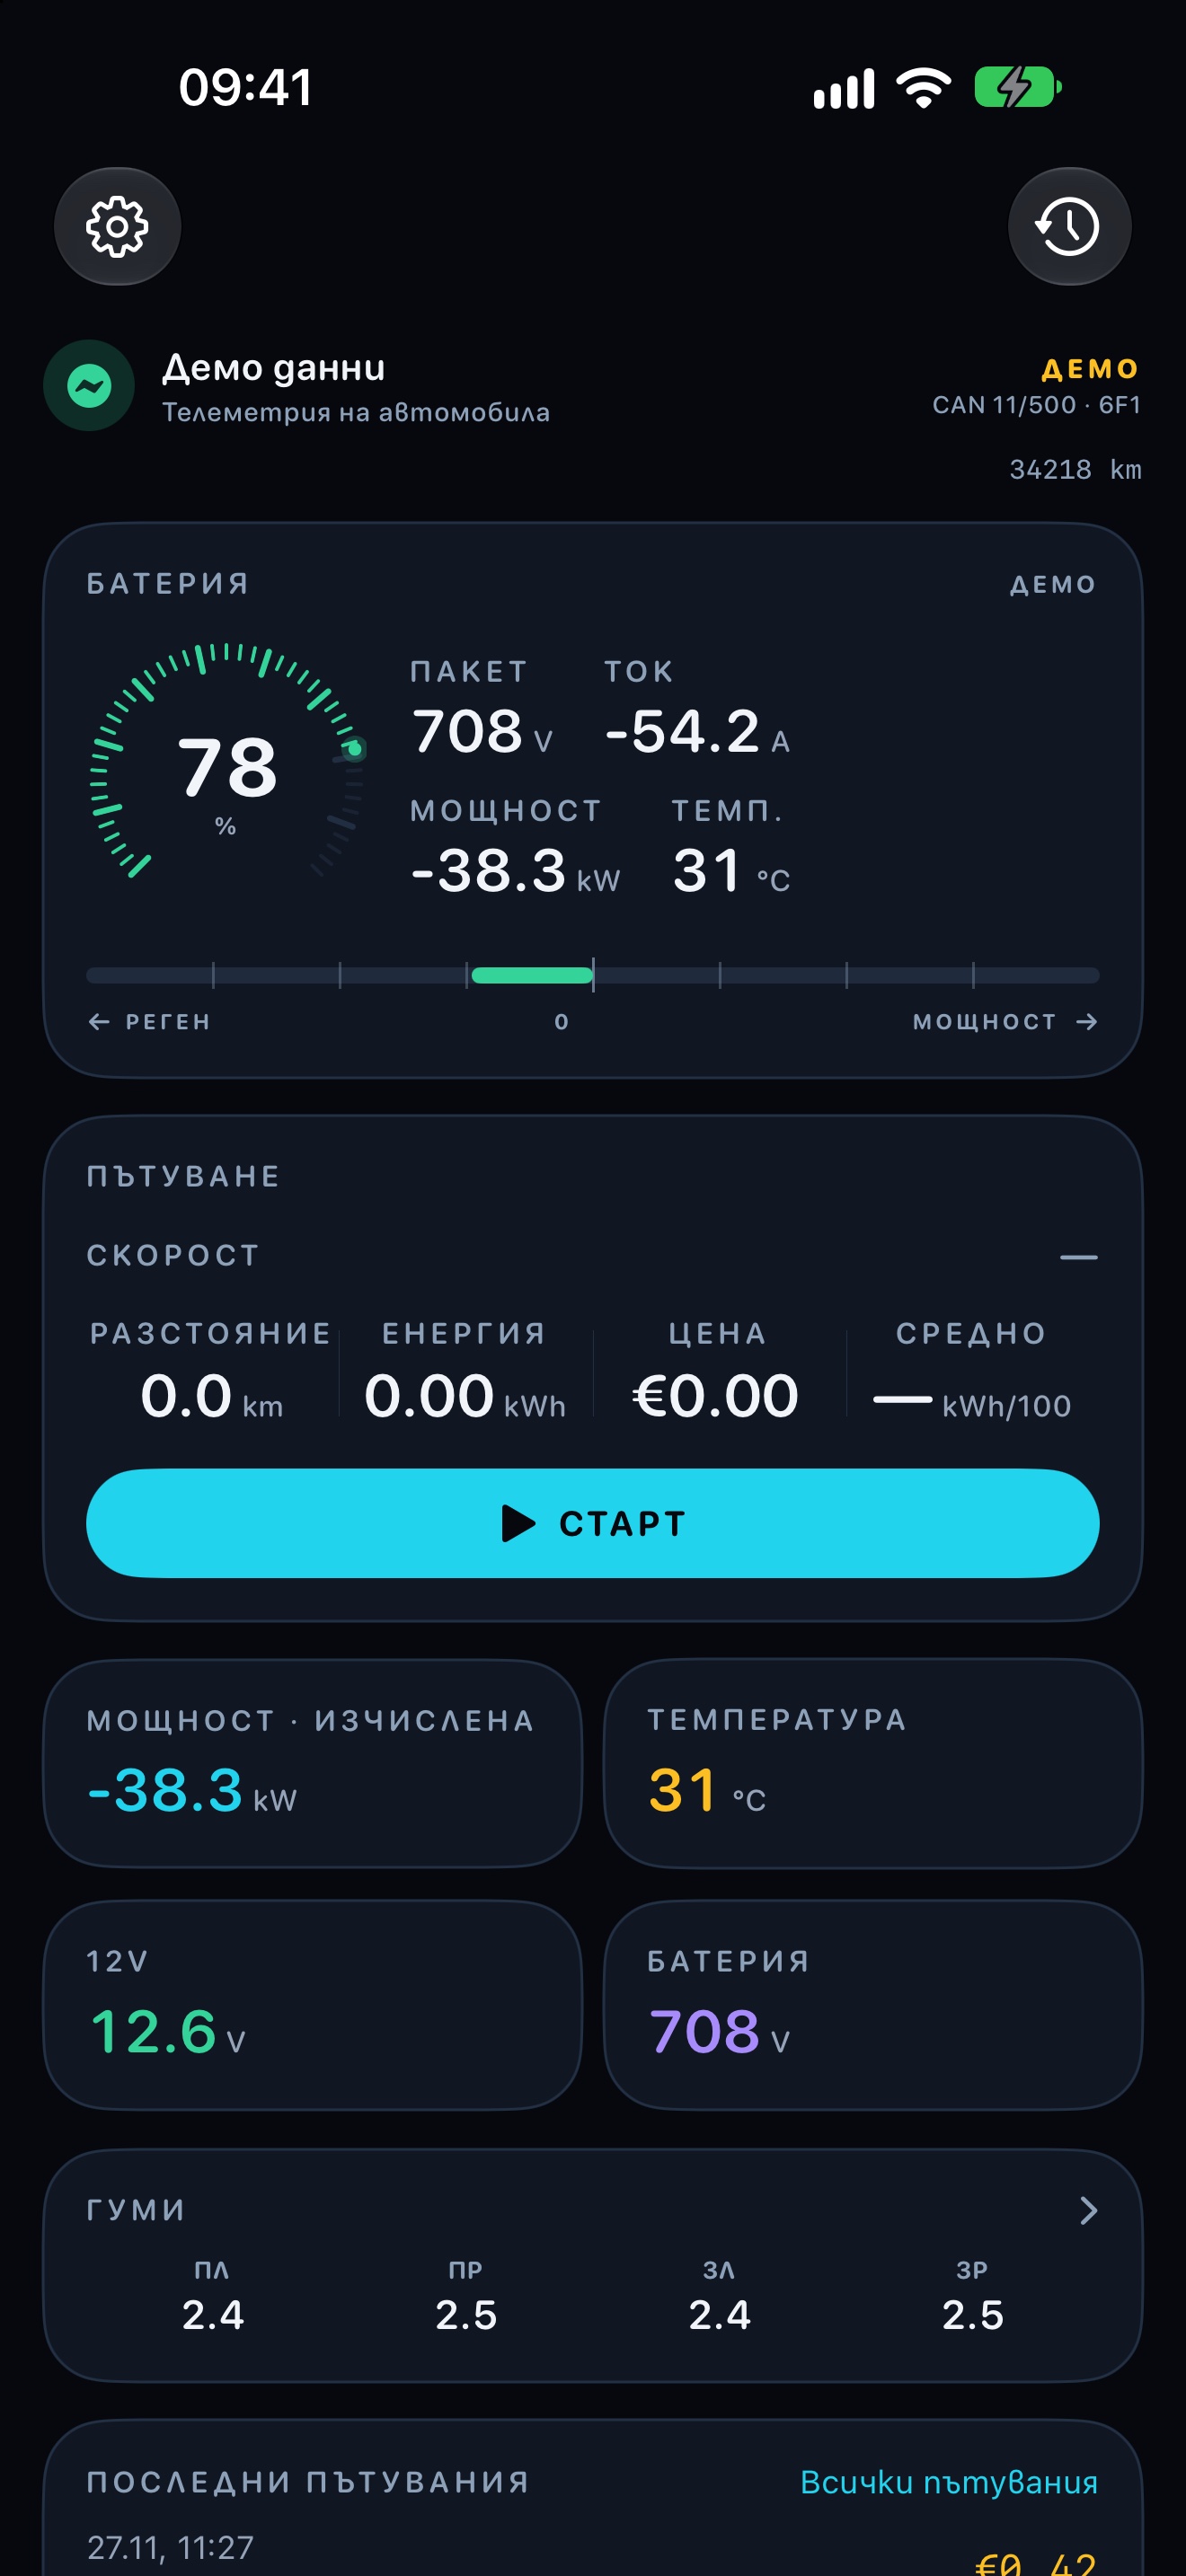 09:41
Демо данни
Телеметрия на автомобила
ДЕМО
CAN 11/500 · 6F1
34218 km
БАТЕРИЯ
ДЕМО
78
%
ПАКЕТ
ТОК
708 V
-54.2 A
МОЩНОСТ
ТЕМП.
-38.3 kW
31 °C
← РЕГЕН
0
МОЩНОСТ →
ПЪТУВАНЕ
СКОРОСТ
—
РАЗСТОЯНИЕ
ЕНЕРГИЯ
ЦЕНА
СРЕДНО
0.0 km
0.00 kWh
€0.00
— kWh/100
СТАРТ
МОЩНОСТ · ИЗЧИСЛЕНА
-38.3 kW
ТЕМПЕРАТУРА
31 °C
12V
12.6 V
БАТЕРИЯ
708 V
ГУМИ
ПЛ
ПР
ЗЛ
ЗР
2.4
2.5
2.4
2.5
ПОСЛЕДНИ ПЪТУВАНИЯ
Всички пътувания
27.11, 11:27
€0.42